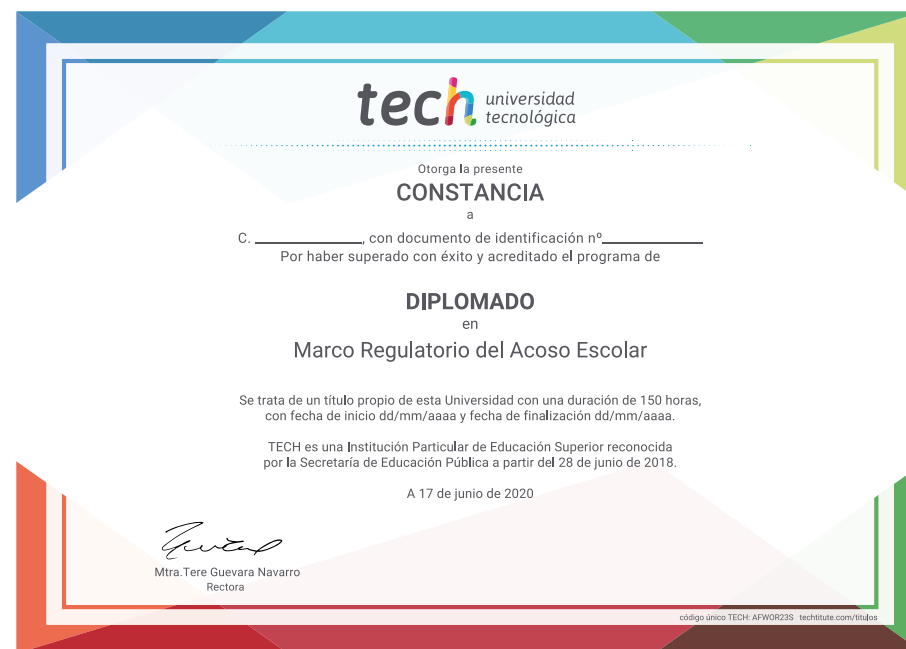 tech universidad
tecnológica
Otorga la presente
CONSTANCIA
a
C. ____________, con documento de identificación nº____________
Por haber superado con éxito y acreditado el programa de
DIPLOMADO
en
Marco Regulatorio del Acoso Escolar
Se trata de un título propio de esta Universidad con una duración de 150 horas,
con fecha de inicio dd/mm/aaaa y fecha de finalización dd/mm/aaaa.
TECH es una Institución Particular de Educación Superior reconocida
por la Secretaría de Educación Pública a partir del 28 de junio de 2018.
A 17 de junio de 2020
Mtra.Tere Guevara Navarro
Rectora
código único TECH: AFWOR23S techtitute.com/titulos